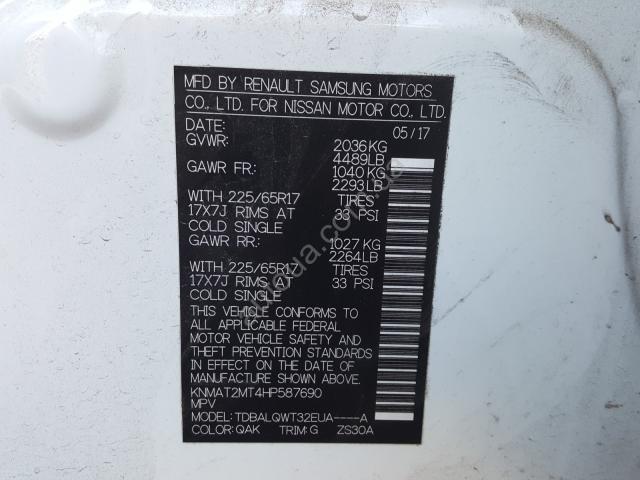 MFD BY RENAULT SAMSUNG MOTORS
CO., LTD. FOR NISSAN MOTOR CO., LTD.
DATE: 05/17
GVWR: 2036KG
4489LB
GAWR FR: 1040 KG
2293LB
WITH 225/65R17 TIRES
17X7J RIMS AT 33 PSI
COLD SINGLE
GAWR RR: 1027 KG
2264LB
WITH 225/65R17 TIRES
17X7J RIMS AT 33 PSI
COLD SINGLE
THIS VEHICLE CONFORMS TO
ALL APPLICABLE FEDERAL
MOTOR VEHICLE SAFETY AND
THEFT PREVENTION STANDARDS
IN EFFECT ON THE DATE OF
MANUFACTURE SHOWN ABOVE.
KNMAT2MT4HP587690
MPV
MODEL: TDBALQWT32EUA----A
COLOR: QAK TRIM: G ZS30A